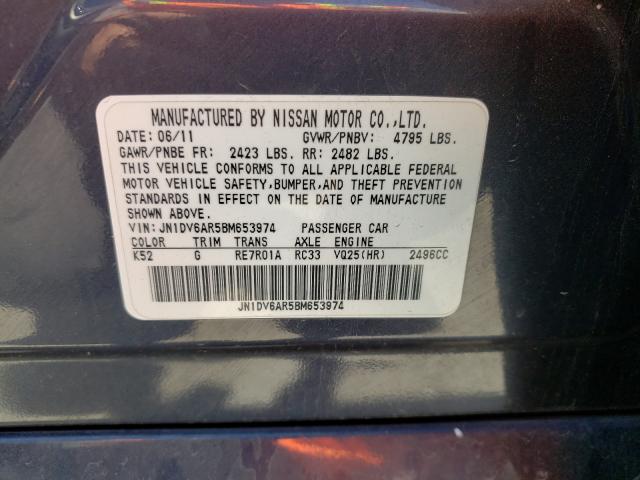 MANUFACTURED BY NISSAN MOTOR CO.,LTD.
DATE: 06/11 GVWR/PNBV: 4795 LBS.
GAWR/PNBE FR: 2423 LBS. RR: 2482 LBS.
THIS VEHICLE CONFORMS TO ALL APPLICABLE FEDERAL
MOTOR VEHICLE SAFETY,BUMPER,AND THEFT PREVENTION
STANDARDS IN EFFECT ON THE DATE OF MANUFACTURE
SHOWN ABOVE.
VIN: JN1DV6AR5BM653974 PASSENGER CAR
COLOR TRIM TRANS AXLE ENGINE
K52 G RE7R01A RC33 VQ25(HR) 2496CC
JN1DV6AR5BM653974